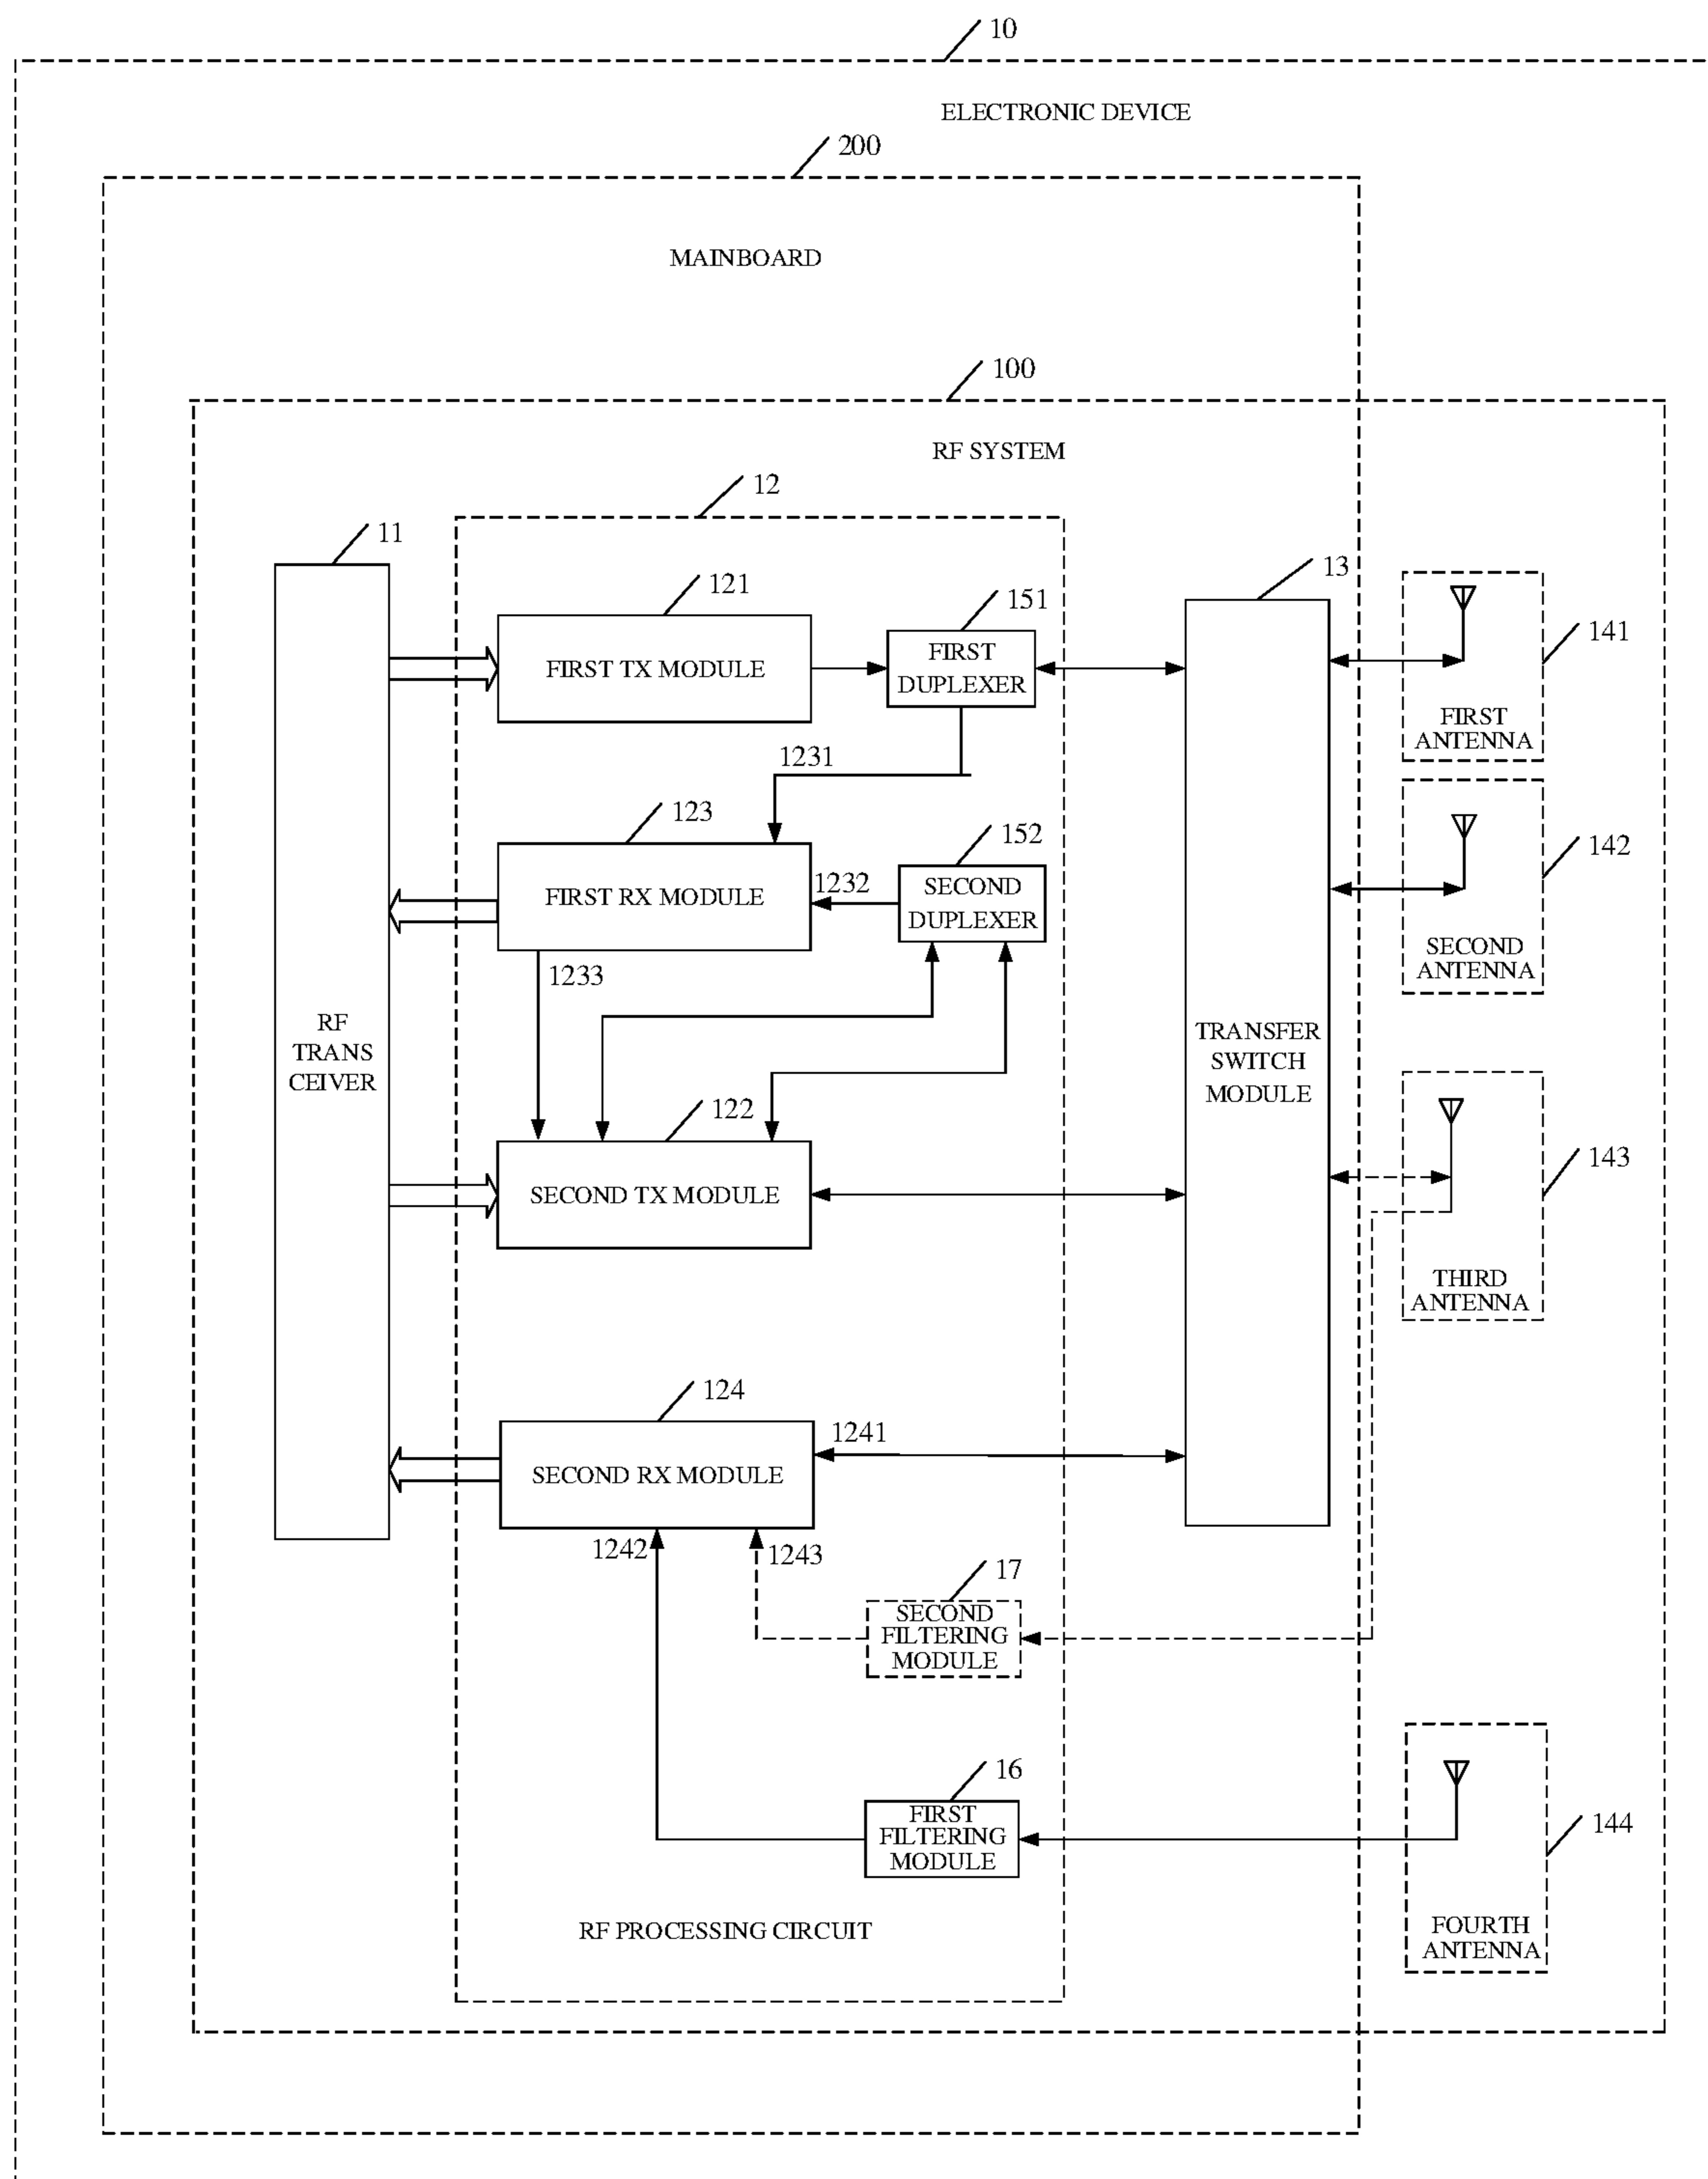 10
ELECTRONIC DEVICE
200
MAINBOARD
100
RF SYSTEM
12
11
121
151
13
141
FIRST TX MODULE
FIRST
DUPLEXER
FIRST
ANTENNA
1231
123
152
142
FIRST RX MODULE
1232
SECOND
DUPLEXER
SECOND
ANTENNA
1233
RF
TRANS
CEIVER
TRANSFER
SWITCH
MODULE
122
143
SECOND TX MODULE
THIRD
ANTENNA
124
1241
SECOND RX MODULE
1242
1243
17
SECOND
FILTERING
MODULE
16
FIRST
FILTERING
MODULE
144
RF PROCESSING CIRCUIT
FOURTH
ANTENNA